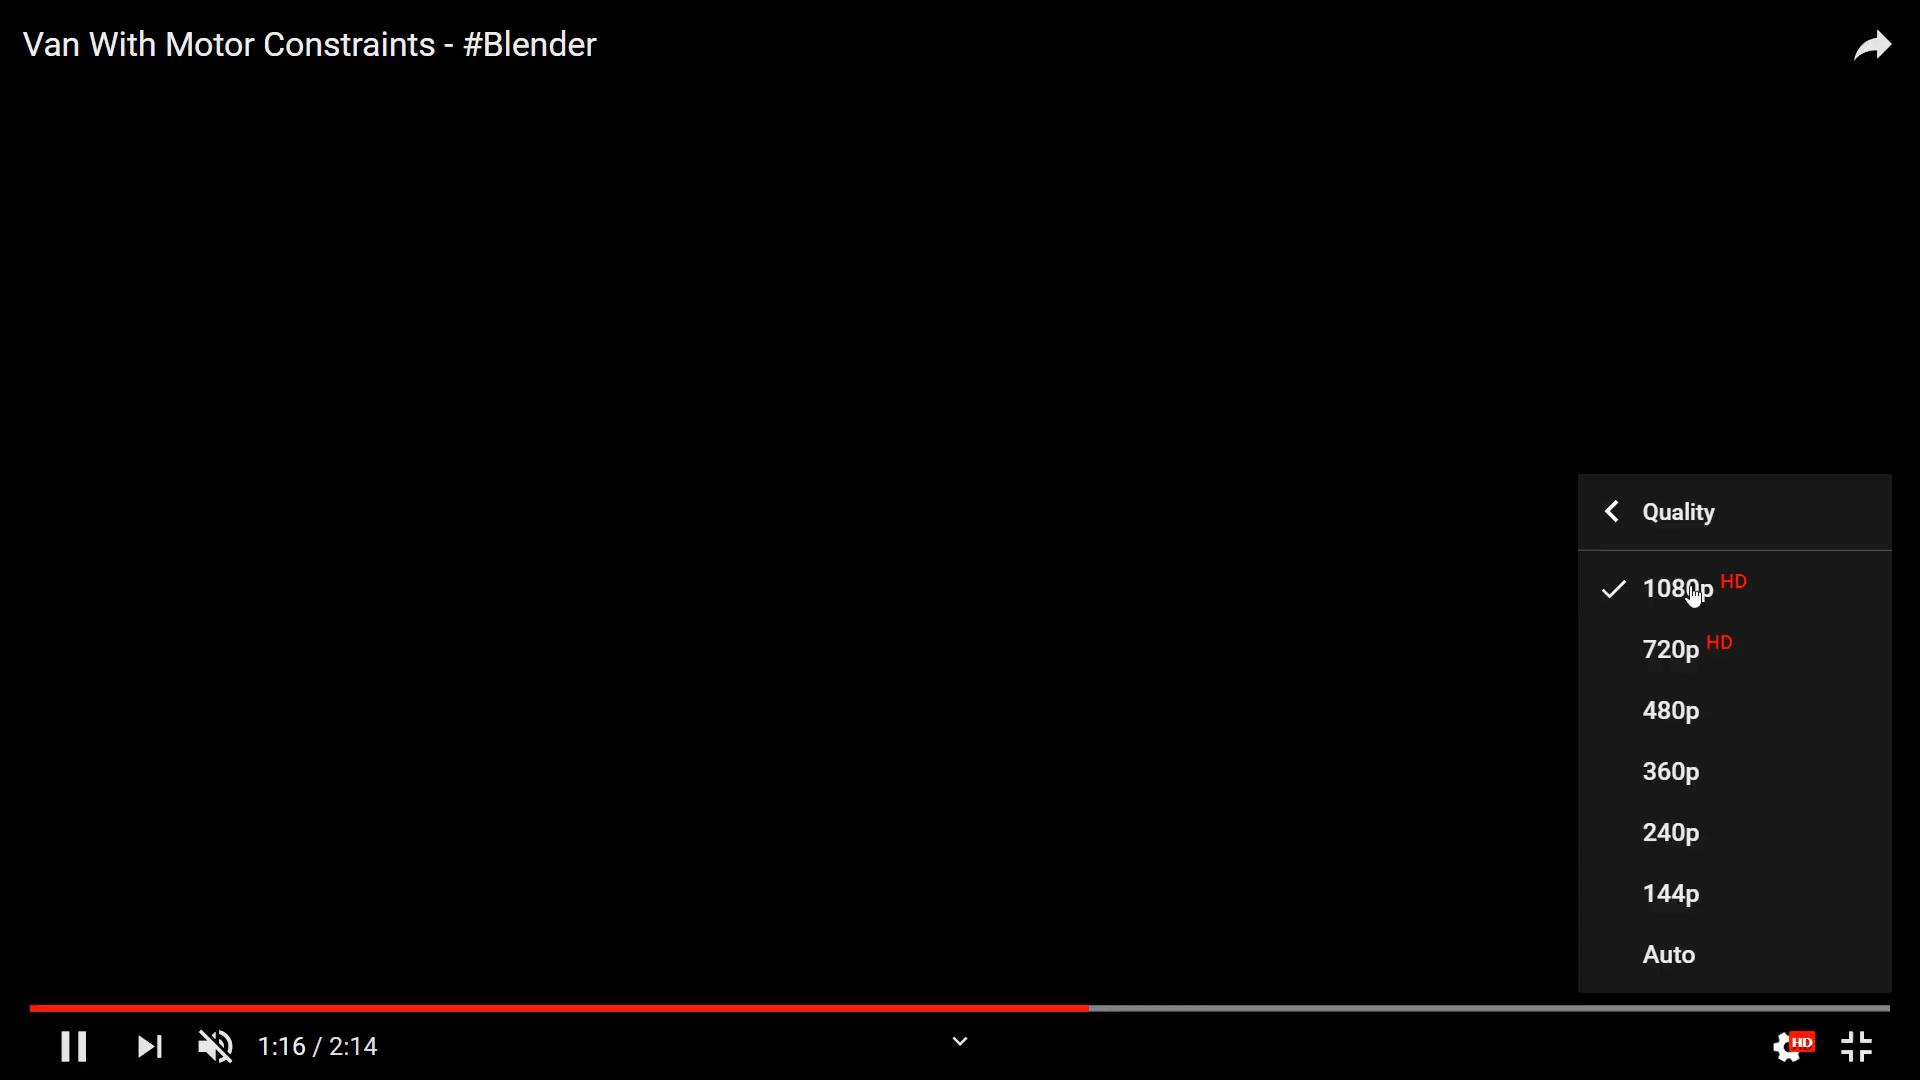 Van With Motor Constraints - #Blender
Quality
1080p HD
720p HD
480p
360p
240p
144p
Auto
1:16 / 2:14
HD